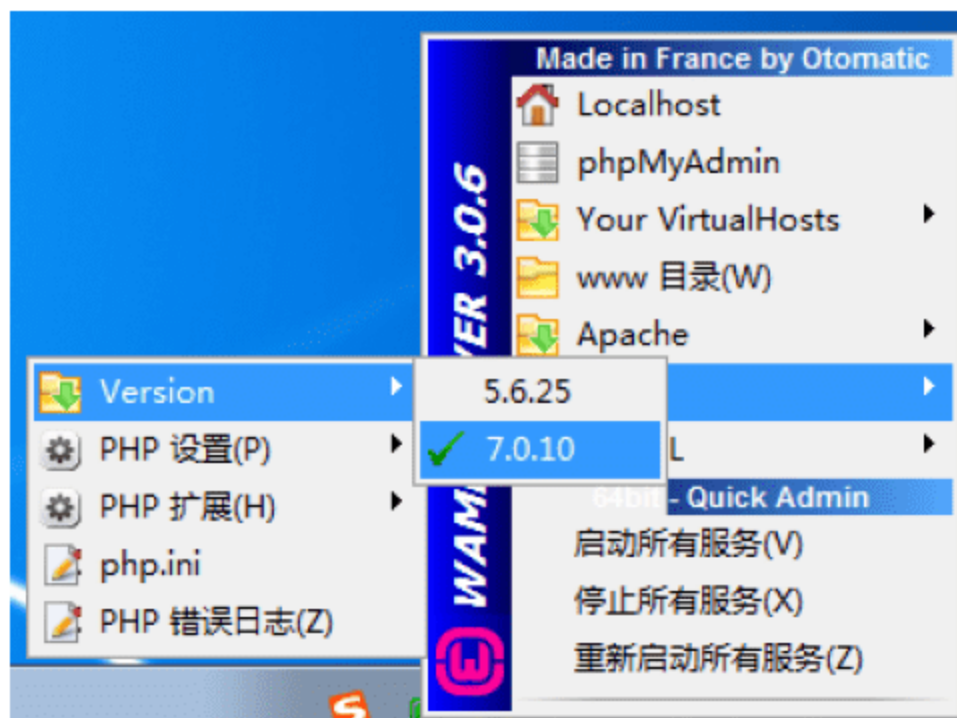 Made in France by Otomatic
Localhost
phpMyAdmin
Your VirtualHosts
www 目录(W)
Apache
L
64bit - Quick Admin
启动所有服务(V)
停止所有服务(X)
重新启动所有服务(Z)
VER 3.0.6
WAM
Version
PHP 设置(P)
PHP 扩展(H)
php.ini
PHP 错误日志(Z)
5.6.25
7.0.10